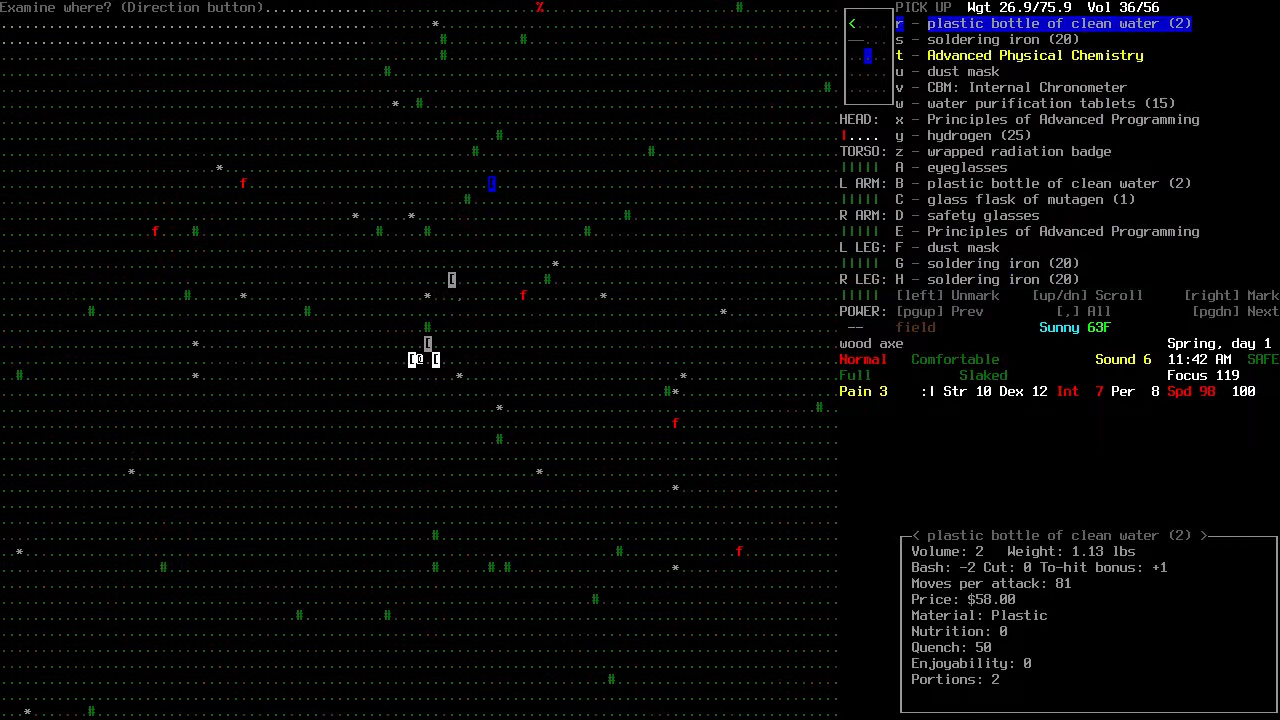 Examine where? (Direction button)
PICK UP Wgt 26.9/75.9 Vol 36/56
r - plastic bottle of clean water (2)
s - soldering iron (20)
t - Advanced Physical Chemistry
u - dust mask
v - CBM: Internal Chronometer
w - water purification tablets (15)
HEAD: x - Principles of Advanced Programming
y - hydrogen (25)
TORSO: z - wrapped radiation badge
A - eyeglasses
L ARM: B - plastic bottle of clean water (2)
C - glass flask of mutagen (1)
R ARM: D - safety glasses
E - Principles of Advanced Programming
L LEG: F - dust mask
G - soldering iron (20)
R LEG: H - soldering iron (20)
[left] Unmark [up/dn] Scroll [right] Mark
POWER: [pgup] Prev [,] All [pgdn] Next
-- field Sunny 63F
wood axe Spring, day 1
Normal Comfortable Sound 6 11:42 AM SAFE
Full Slaked Focus 119
Pain 3 :| Str 10 Dex 12 Int 7 Per 8 Spd 98 100
< plastic bottle of clean water (2) >
Volume: 2 Weight: 1.13 lbs
Bash: -2 Cut: 0 To-hit bonus: +1
Moves per attack: 81
Price: $58.00
Material: Plastic
Nutrition: 0
Quench: 50
Enjoyability: 0
Portions: 2